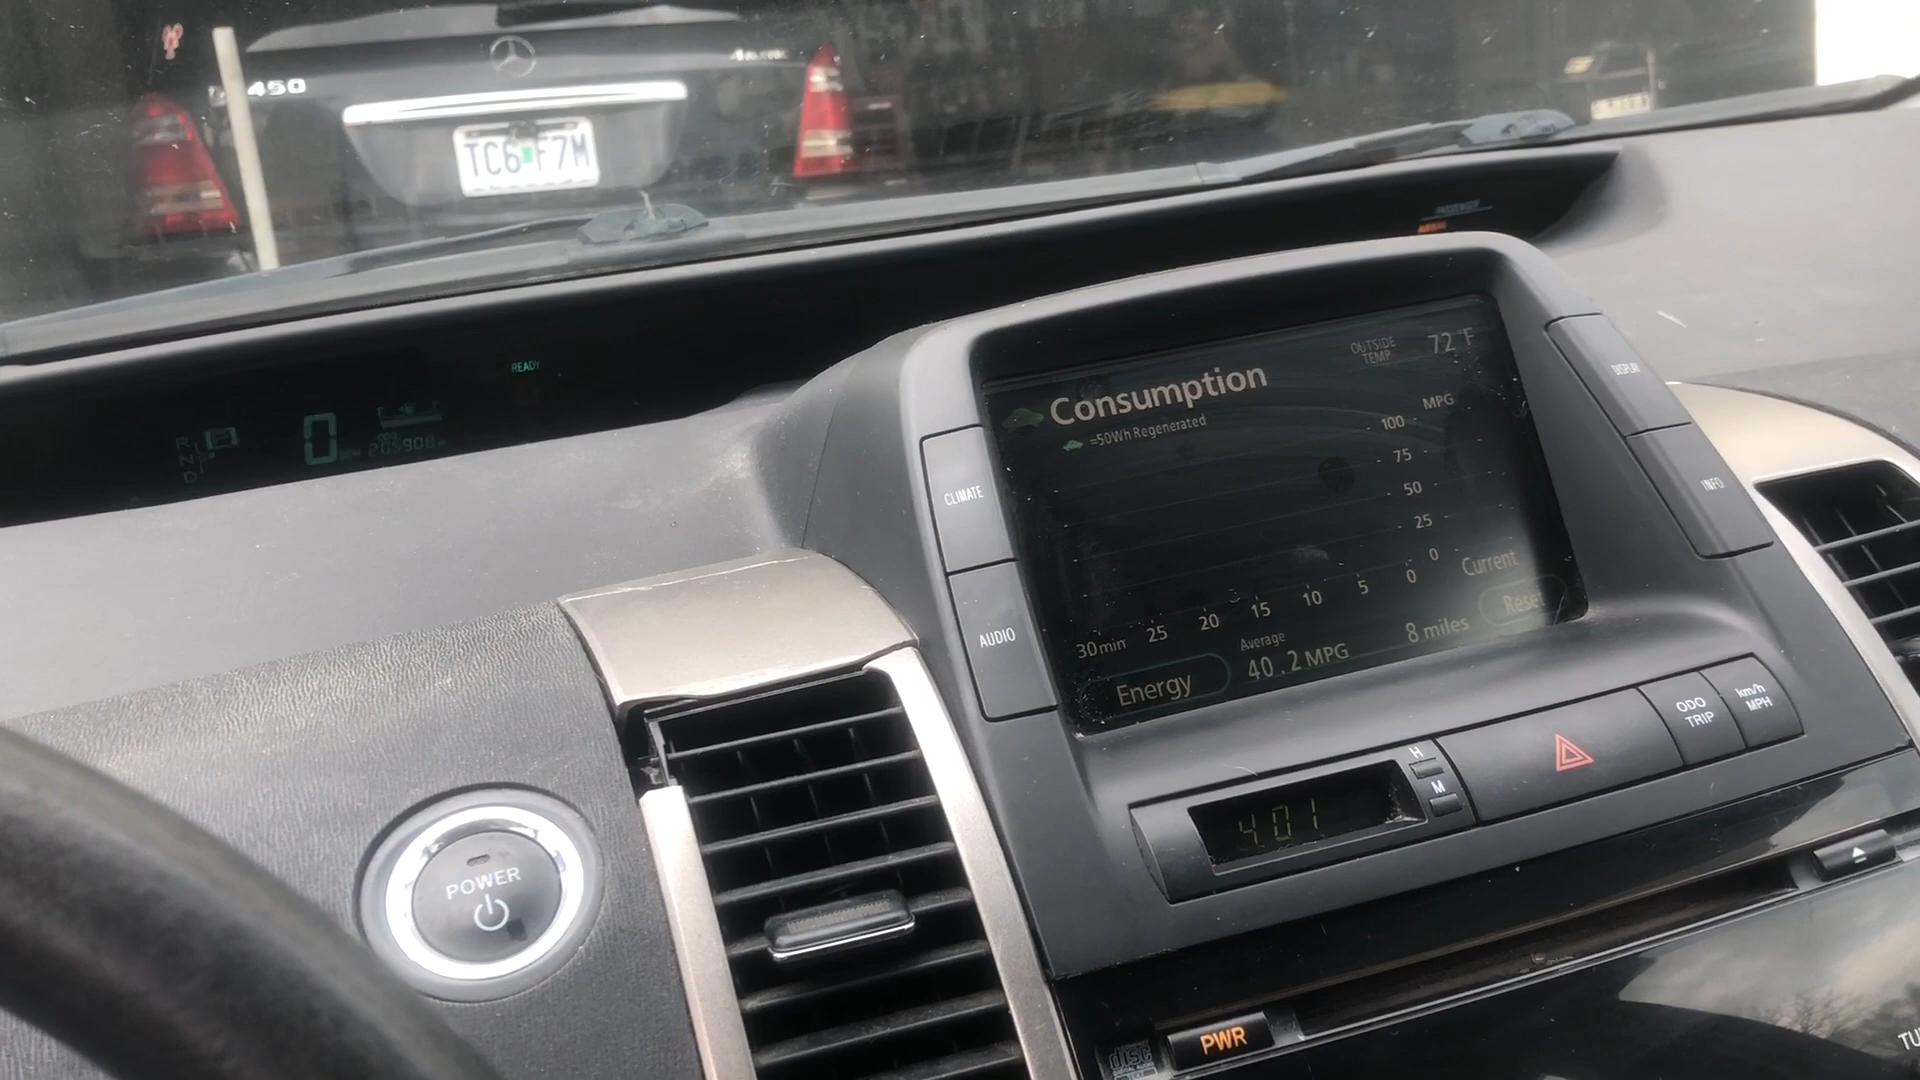 450
TC6 F7M
PASSENGER
READY
R
N
D
P
0
205908
Consumption
OUTSIDE TEMP
72°F
=50Wh Regenerated
MPG
100
75
50
25
0
30min 25 20 15 10 5 0
Current
Reset
Average
40.2 MPG
8 miles
Energy
CLIMATE
AUDIO
DISPLAY
INFO
ODO
TRIP
km/h
MPH
H
M
4:01
POWER
PWR
disc